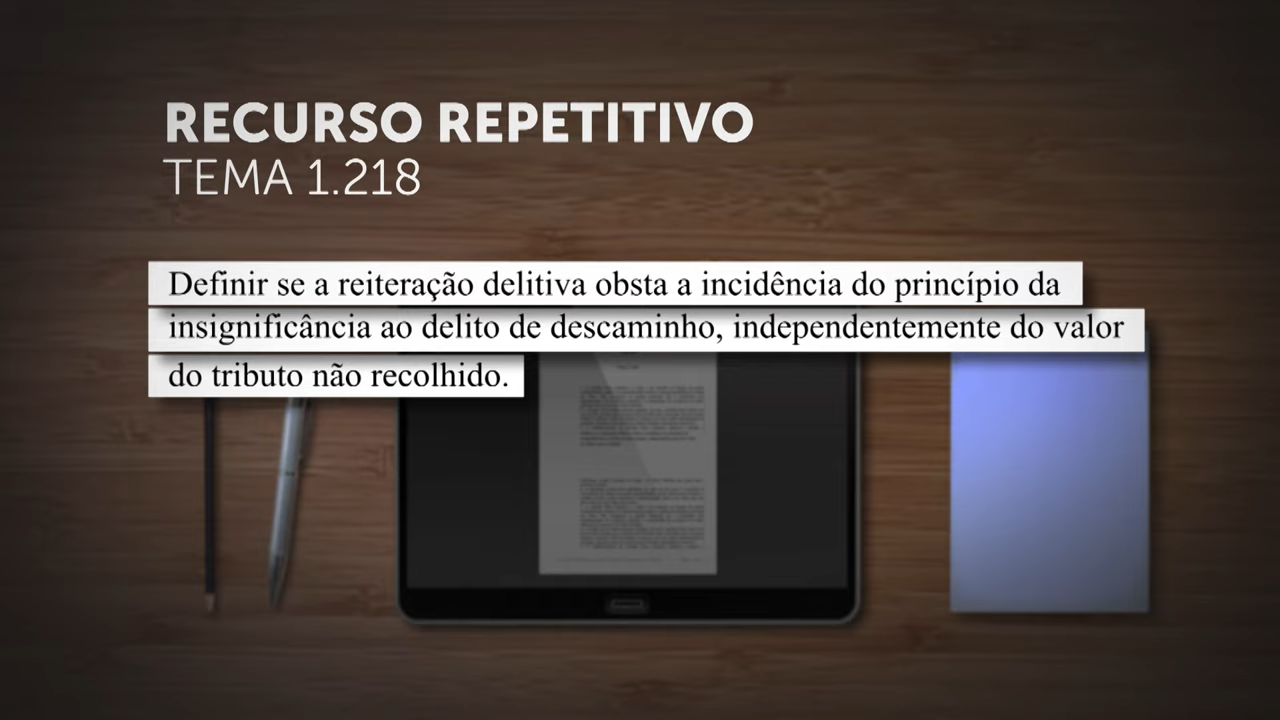 RECURSO REPETITIVO
TEMA 1.218
Definir se a reiteração delitiva obsta a incidência do princípio da
insignificância ao delito de descaminho, independentemente do valor
do tributo não recolhido.